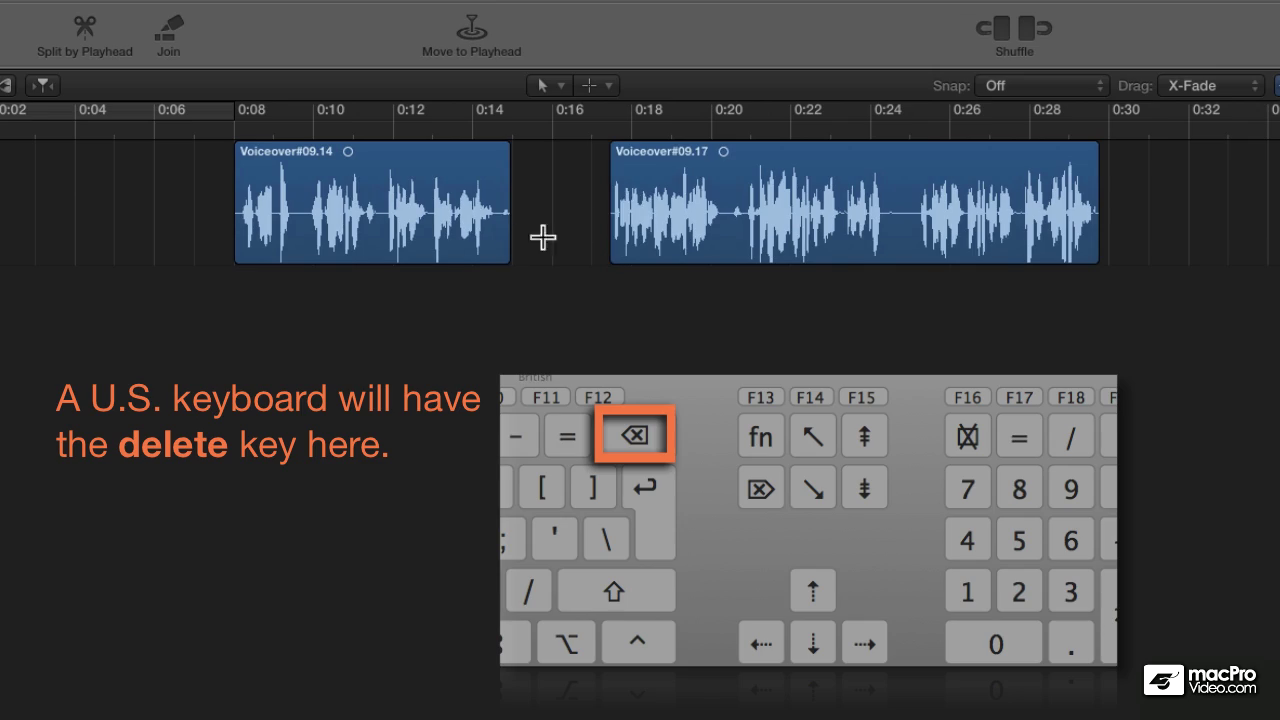 Split by Playhead
Join
Move to Playhead
Shuffle
Snap: Off
Drag: X-Fade
0:02 0:04 0:06 0:08 0:10 0:12 0:14 0:16 0:18 0:20 0:22 0:24 0:26 0:28 0:30 0:32
Voiceover#09.14
Voiceover#09.17
A U.S. keyboard will have
the delete key here.
British
F11 F12 F13 F14 F15 F16 F17 F18
- = fn = /
[ ] 7 8 9
; ' \ 4 5 6
/ 1 2 3
0 .
macPro
Video.com